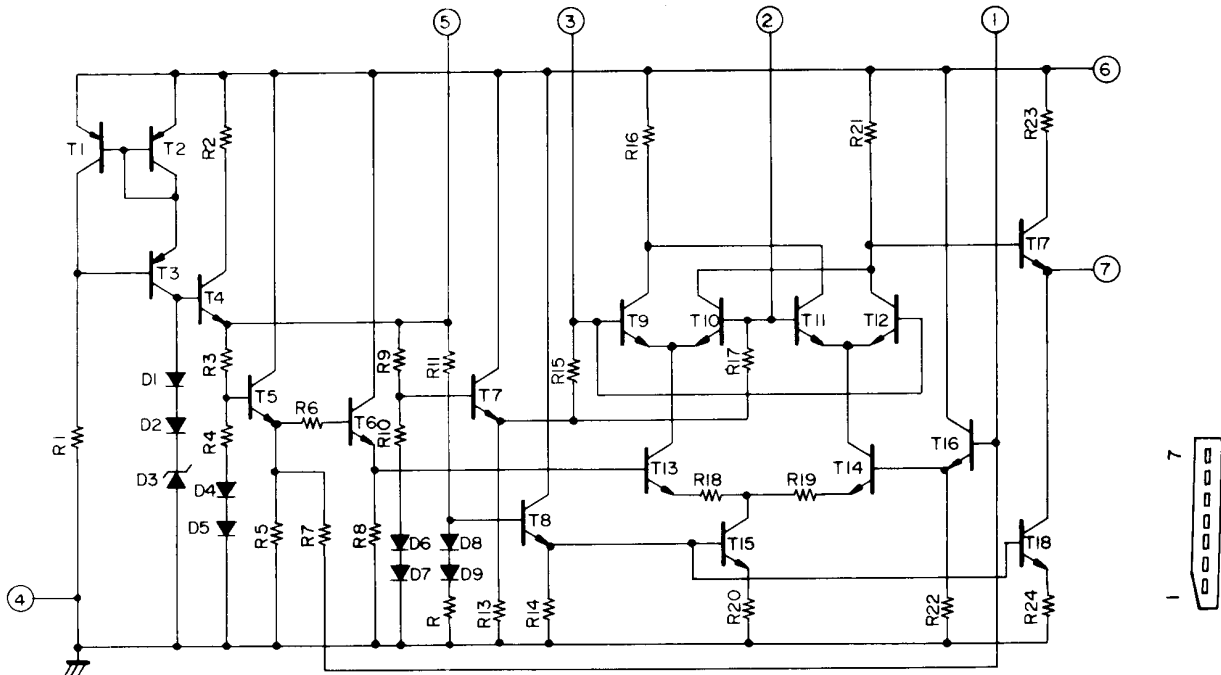 5 3 2 1
6
T1 T2 R2 R16 R21 R23
T3 T4 T17
7
T9 T10 T11 T12
R3 R9 R11 R15 R17
D1 T5 R6 T6 T7
D2 R4 R10
R1 T13 T14 T16
D3 D4 R18 R19
D5 R5 R7 R8 D6 D8 T8 T15 T18
D7 D9
4 R R13 R14 R20 R22 R24
7
1